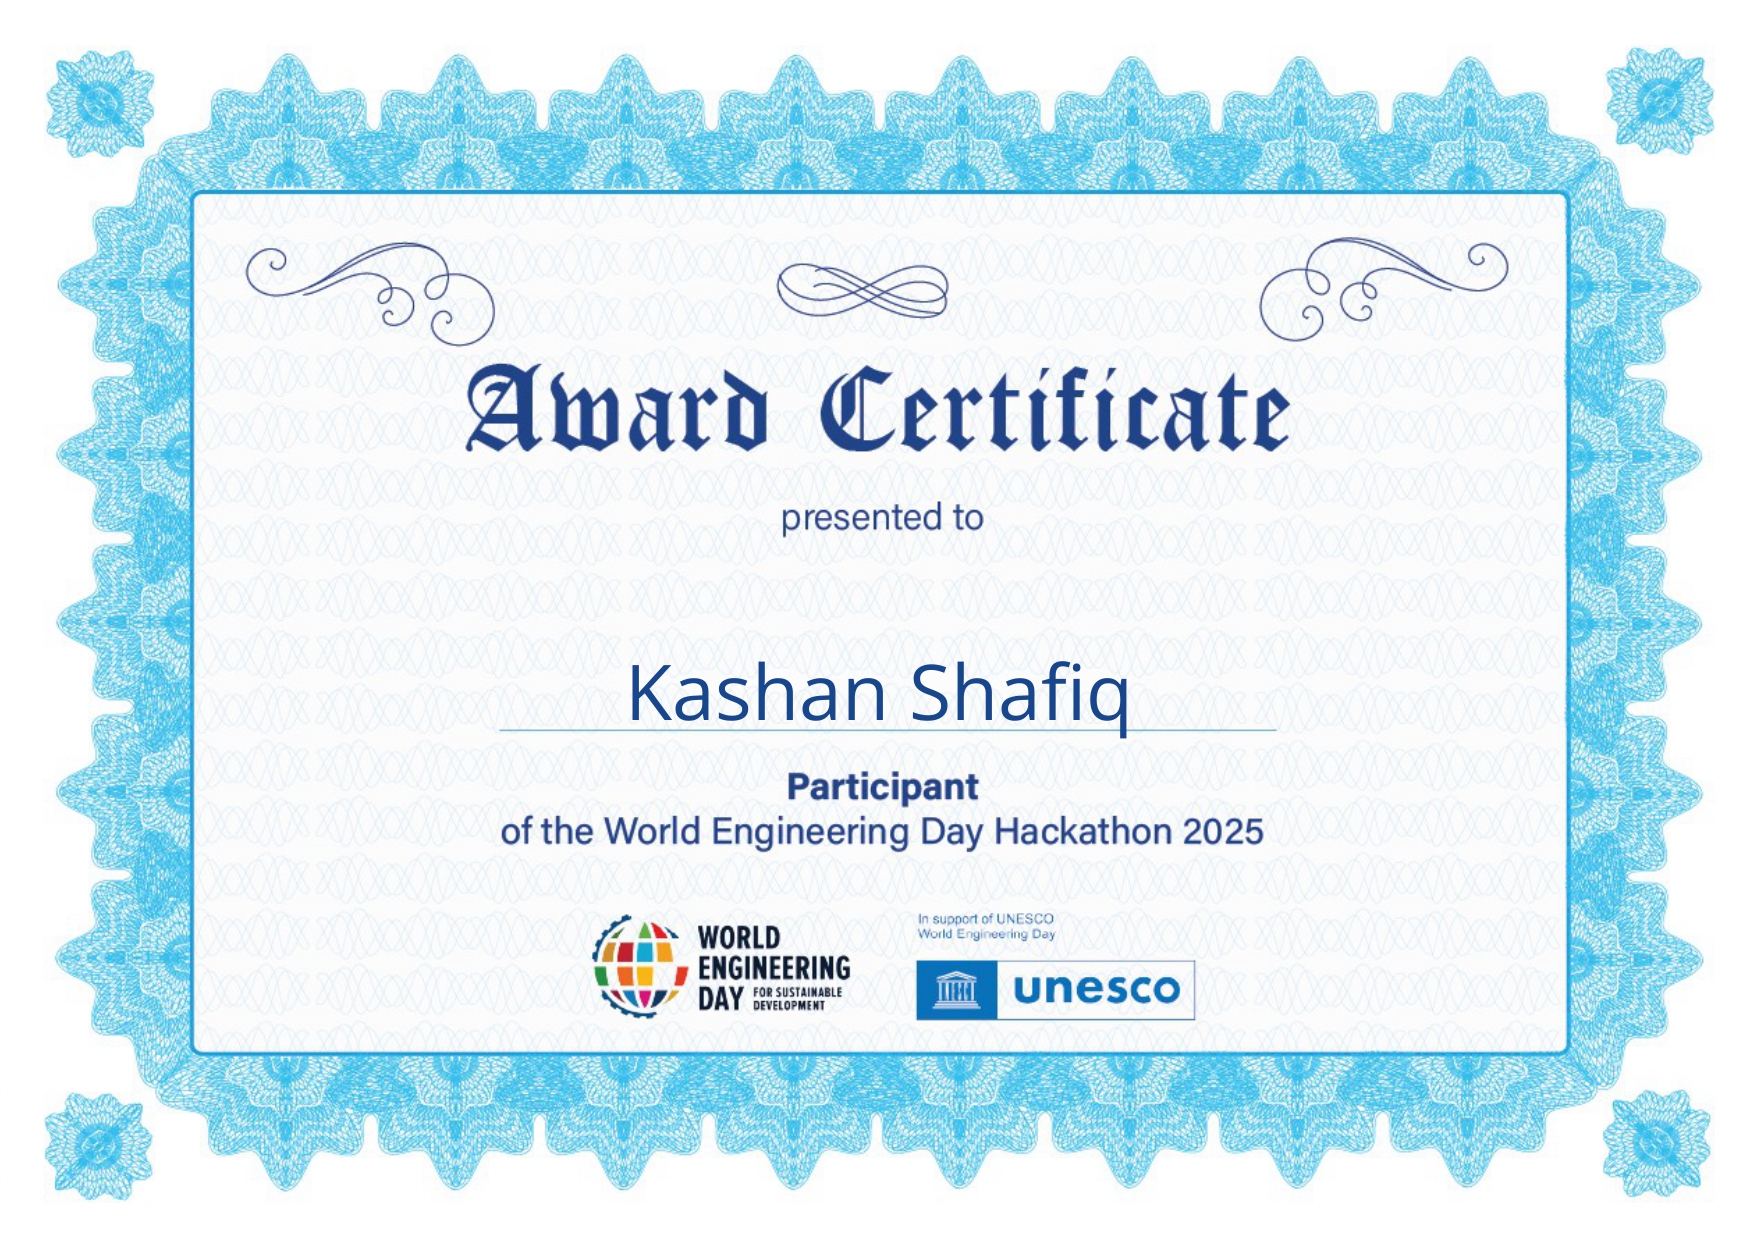 Award Certificate
presented to
Kashan Shafiq
Participant
of the World Engineering Day Hackathon 2025
WORLD
ENGINEERING
DAY FOR SUSTAINABLE
DEVELOPMENT
In support of UNESCO
World Engineering Day
unesco